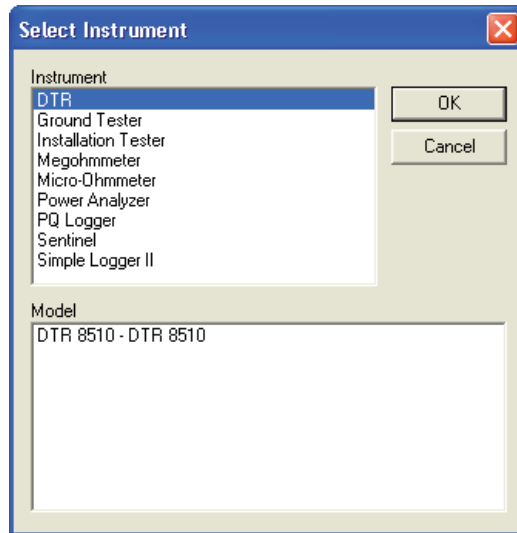 Select Instrument
Instrument
DTR
Ground Tester
Installation Tester
Megohmmeter
Micro-Ohmmeter
Power Analyzer
PQ Logger
Sentinel
Simple Logger II
OK
Cancel
Model
DTR 8510 - DTR 8510